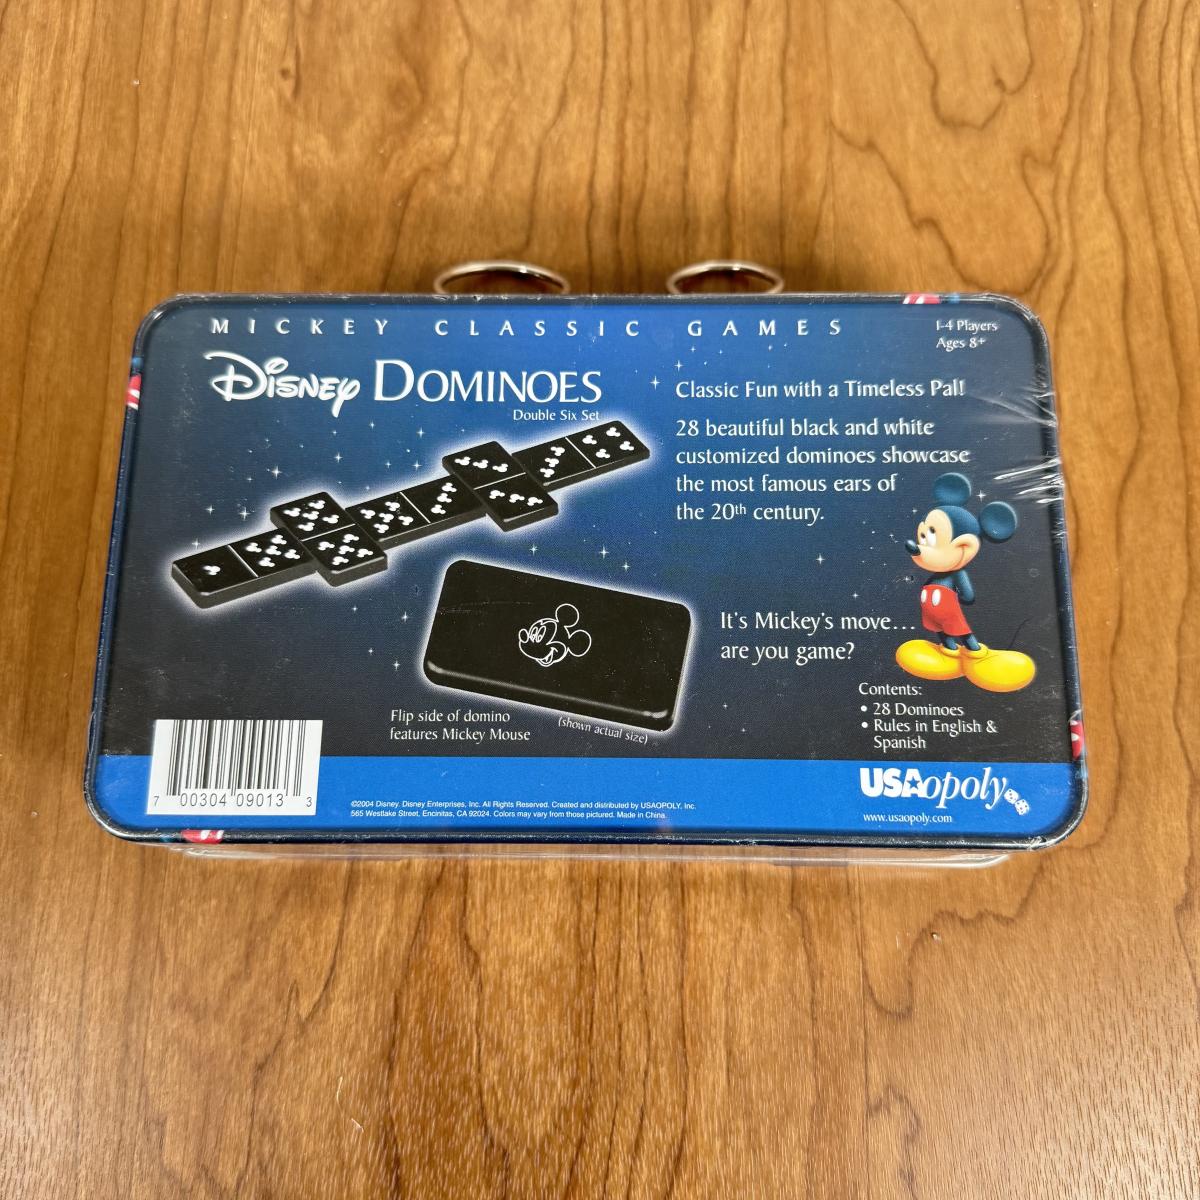 MICKEY CLASSIC GAMES
1-4 Players
Ages 8+
Disney DOMINOES
Double Six Set
Classic Fun with a Timeless Pal!
28 beautiful black and white
customized dominoes showcase
the most famous ears of
the 20th century.
It's Mickey's move...
are you game?
Flip side of domino
features Mickey Mouse
(shown actual size)
Contents:
• 28 Dominoes
• Rules in English &
Spanish
7 00304 09013 3
©2004 Disney. Disney Enterprises, Inc. All Rights Reserved. Created and distributed by USAOPOLY, Inc.
565 Westlake Street, Encinitas, CA 92024. Colors may vary from those pictured. Made in China.
USAopoly
www.usaopoly.com